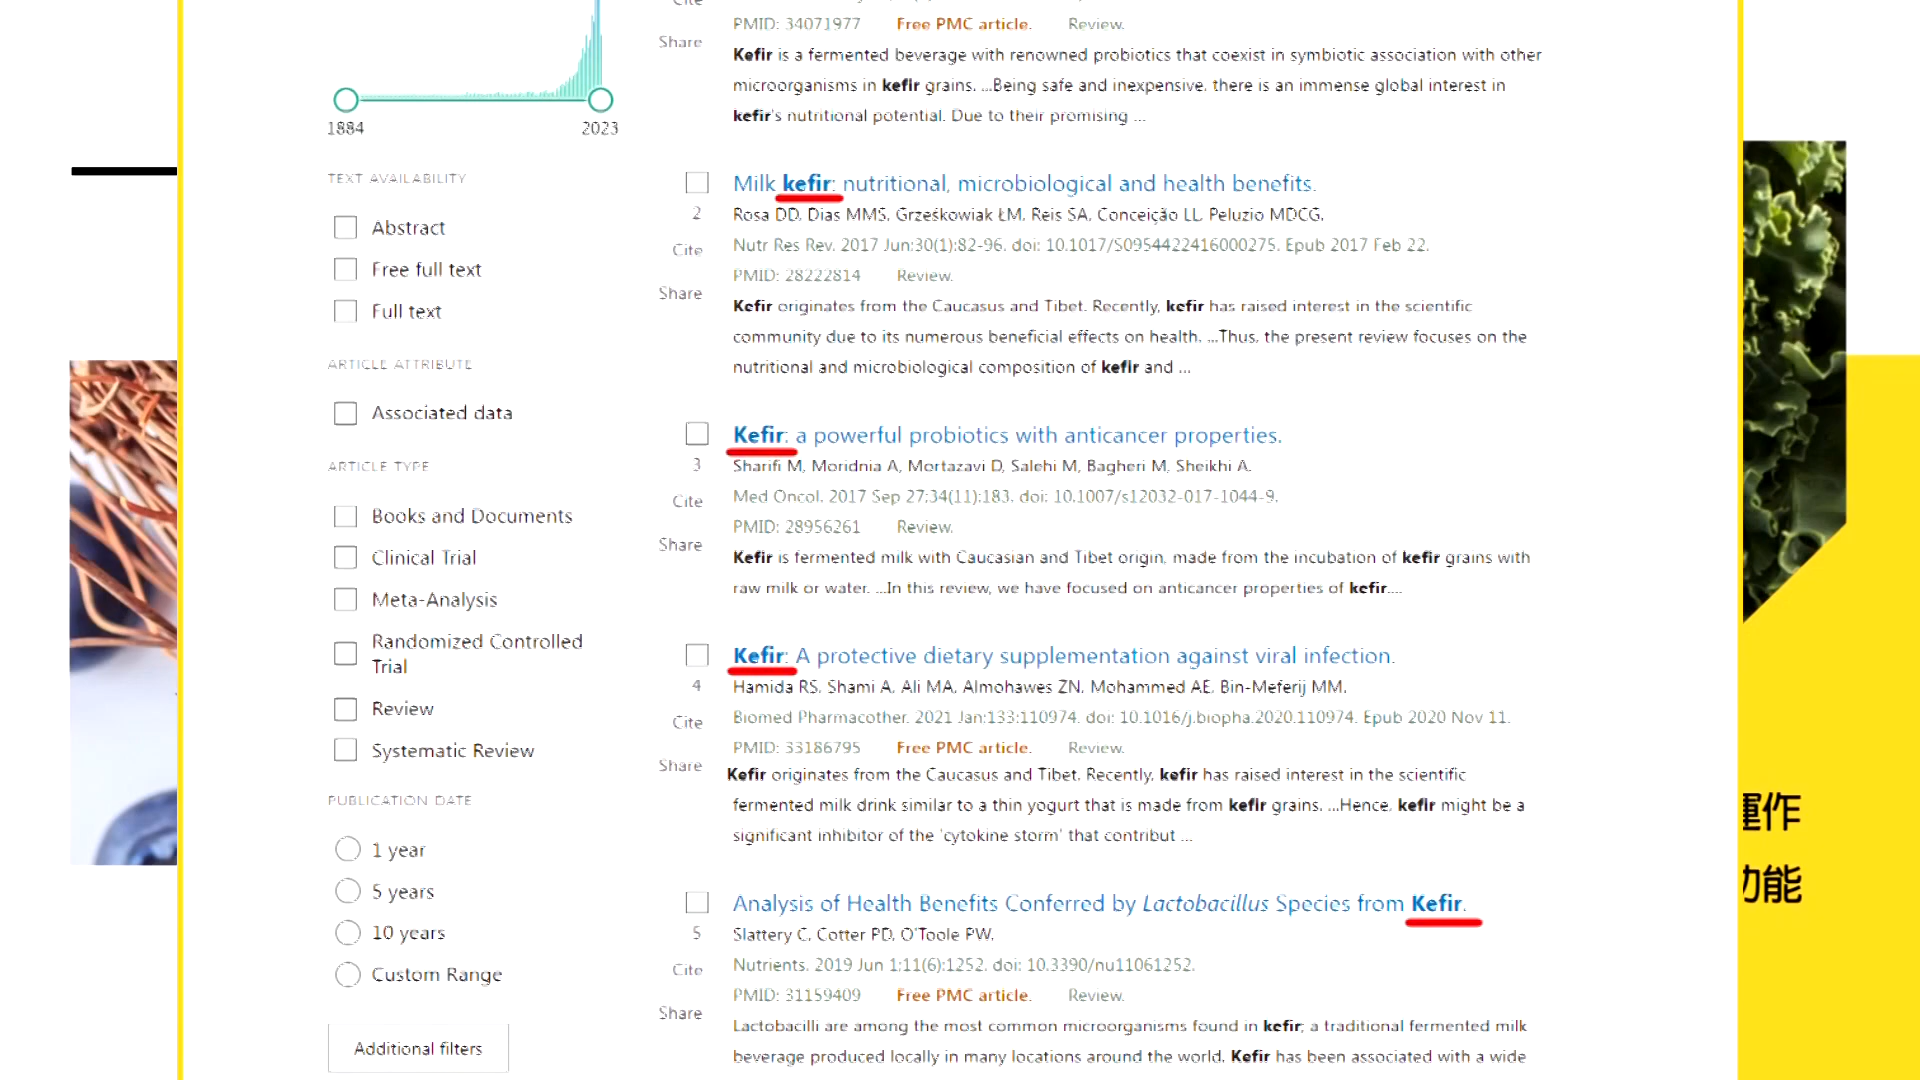 1884
2023
TEXT AVAILABILITY
Abstract
Free full text
Full text
ARTICLE ATTRIBUTE
Associated data
ARTICLE TYPE
Books and Documents
Clinical Trial
Meta-Analysis
Randomized Controlled
Trial
Review
Systematic Review
PUBLICATION DATE
1 year
5 years
10 years
Custom Range
Additional filters
Cite
PMID: 34071977 Free PMC article. Review.
Share
Kefir is a fermented beverage with renowned probiotics that coexist in symbiotic association with other
microorganisms in kefir grains. ...Being safe and inexpensive, there is an immense global interest in
kefir's nutritional potential. Due to their promising ...
Milk kefir: nutritional, microbiological and health benefits.
2
Rosa DD, Dias MMS, Grześkowiak ŁM, Reis SA, Conceição LL, Peluzio MDCG.
Cite
Nutr Res Rev. 2017 Jun;30(1):82-96. doi: 10.1017/S0954422416000275. Epub 2017 Feb 22.
PMID: 28222814 Review.
Share
Kefir originates from the Caucasus and Tibet. Recently, kefir has raised interest in the scientific
community due to its numerous beneficial effects on health. ...Thus, the present review focuses on the
nutritional and microbiological composition of kefir and ...
Kefir: a powerful probiotics with anticancer properties.
3
Sharifi M, Moridnia A, Mortazavi D, Salehi M, Bagheri M, Sheikhi A.
Cite
Med Oncol. 2017 Sep 27;34(11):183. doi: 10.1007/s12032-017-1044-9.
PMID: 28956261 Review.
Share
Kefir is fermented milk with Caucasian and Tibet origin, made from the incubation of kefir grains with
raw milk or water. ...In this review, we have focused on anticancer properties of kefir....
Kefir: A protective dietary supplementation against viral infection.
4
Hamida RS, Shami A, Ali MA, Almohawes ZN, Mohammed AE, Bin-Meferij MM.
Cite
Biomed Pharmacother. 2021 Jan;133:110974. doi: 10.1016/j.biopha.2020.110974. Epub 2020 Nov 11.
PMID: 33186795 Free PMC article. Review.
Share
Kefir originates from the Caucasus and Tibet. Recently, kefir has raised interest in the scientific
fermented milk drink similar to a thin yogurt that is made from kefir grains. ...Hence, kefir might be a
significant inhibitor of the 'cytokine storm' that contribut ...
Analysis of Health Benefits Conferred by Lactobacillus Species from Kefir.
5
Slattery C, Cotter PD, O'Toole PW.
Cite
Nutrients. 2019 Jun 1;11(6):1252. doi: 10.3390/nu11061252.
PMID: 31159409 Free PMC article. Review.
Share
Lactobacilli are among the most common microorganisms found in kefir; a traditional fermented milk
beverage produced locally in many locations around the world. Kefir has been associated with a wide
運作
功能